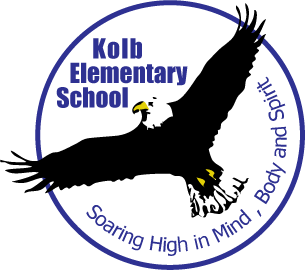 Kolb
Elementary
School
Soaring High in Mind , Body and Spirit